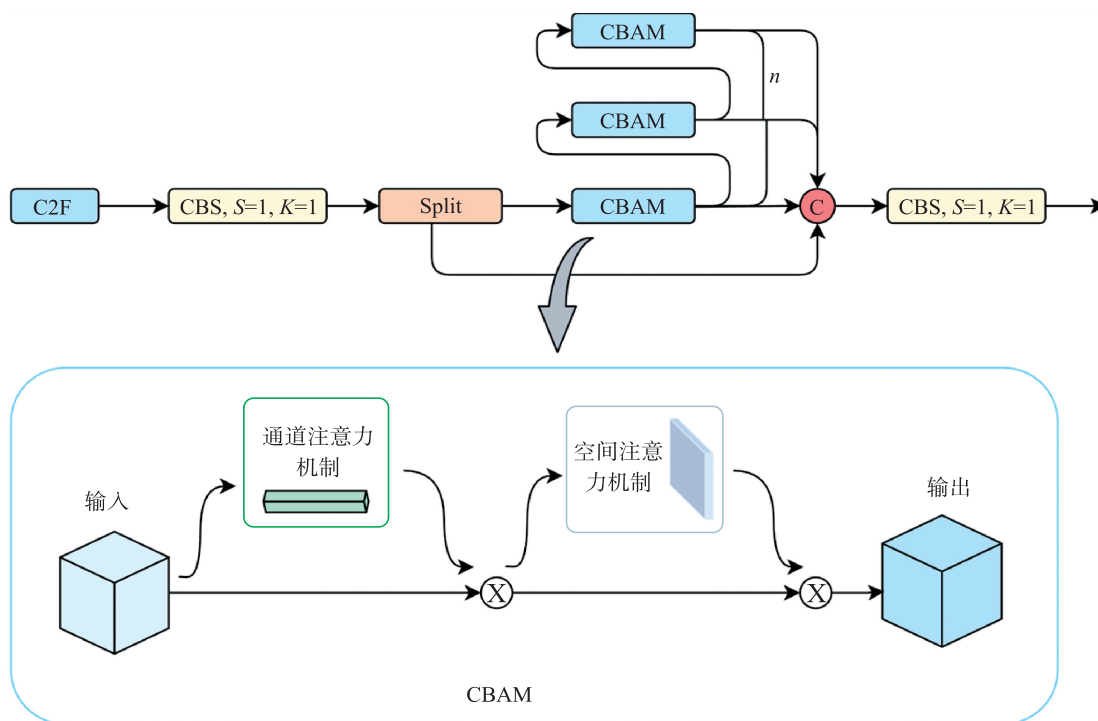 CBAM
n
CBAM
C2F
CBS, S=1, K=1
Split
CBAM
C
CBS, S=1, K=1
通道注意力
机制
空间注意
力机制
输入
输出
X
X
CBAM